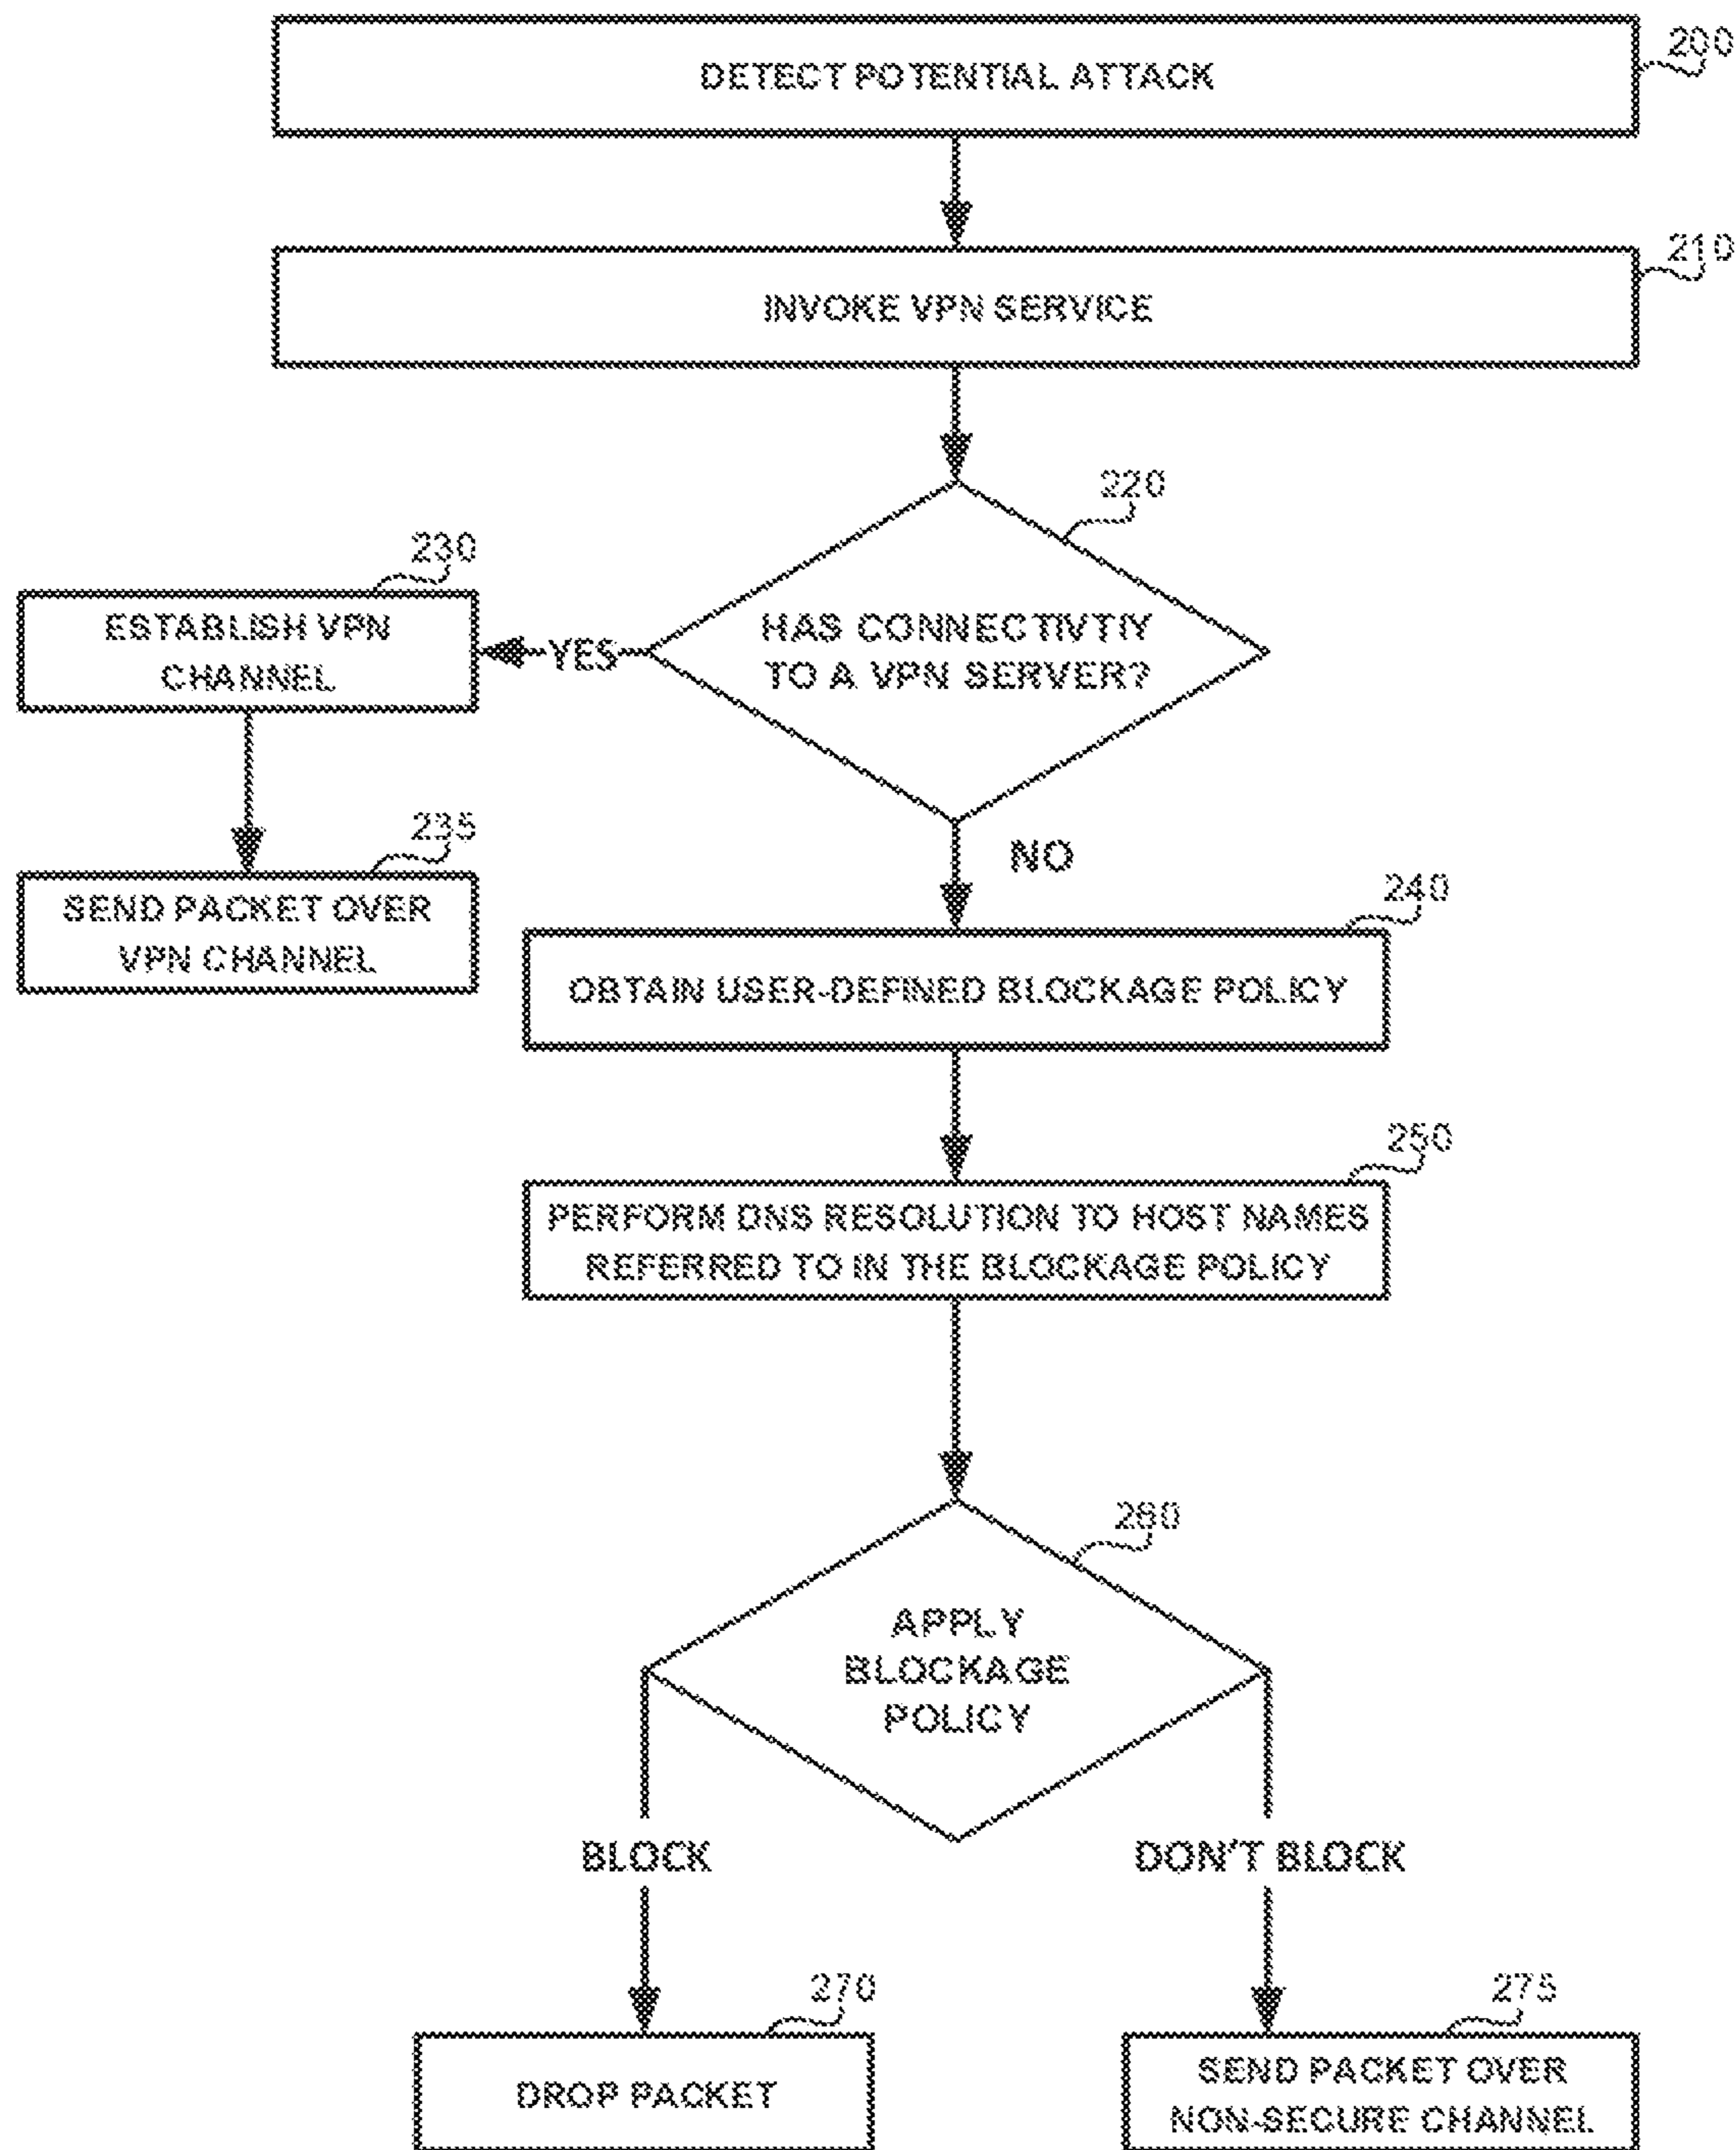 200
DETECT POTENTIAL ATTACK
210
INVOKE VPN SERVICE
220
HAS CONNECTIVTIY
TO A VPN SERVER?
YES
230
ESTABLISH VPN
CHANNEL
235
SEND PACKET OVER
VPN CHANNEL
NO
240
OBTAIN USER-DEFINED BLOCKAGE POLICY
250
PERFORM DNS RESOLUTION TO HOST NAMES
REFERRED TO IN THE BLOCKAGE POLICY
260
APPLY
BLOCKAGE
POLICY
BLOCK
DON'T BLOCK
270
DROP PACKET
275
SEND PACKET OVER
NON-SECURE CHANNEL